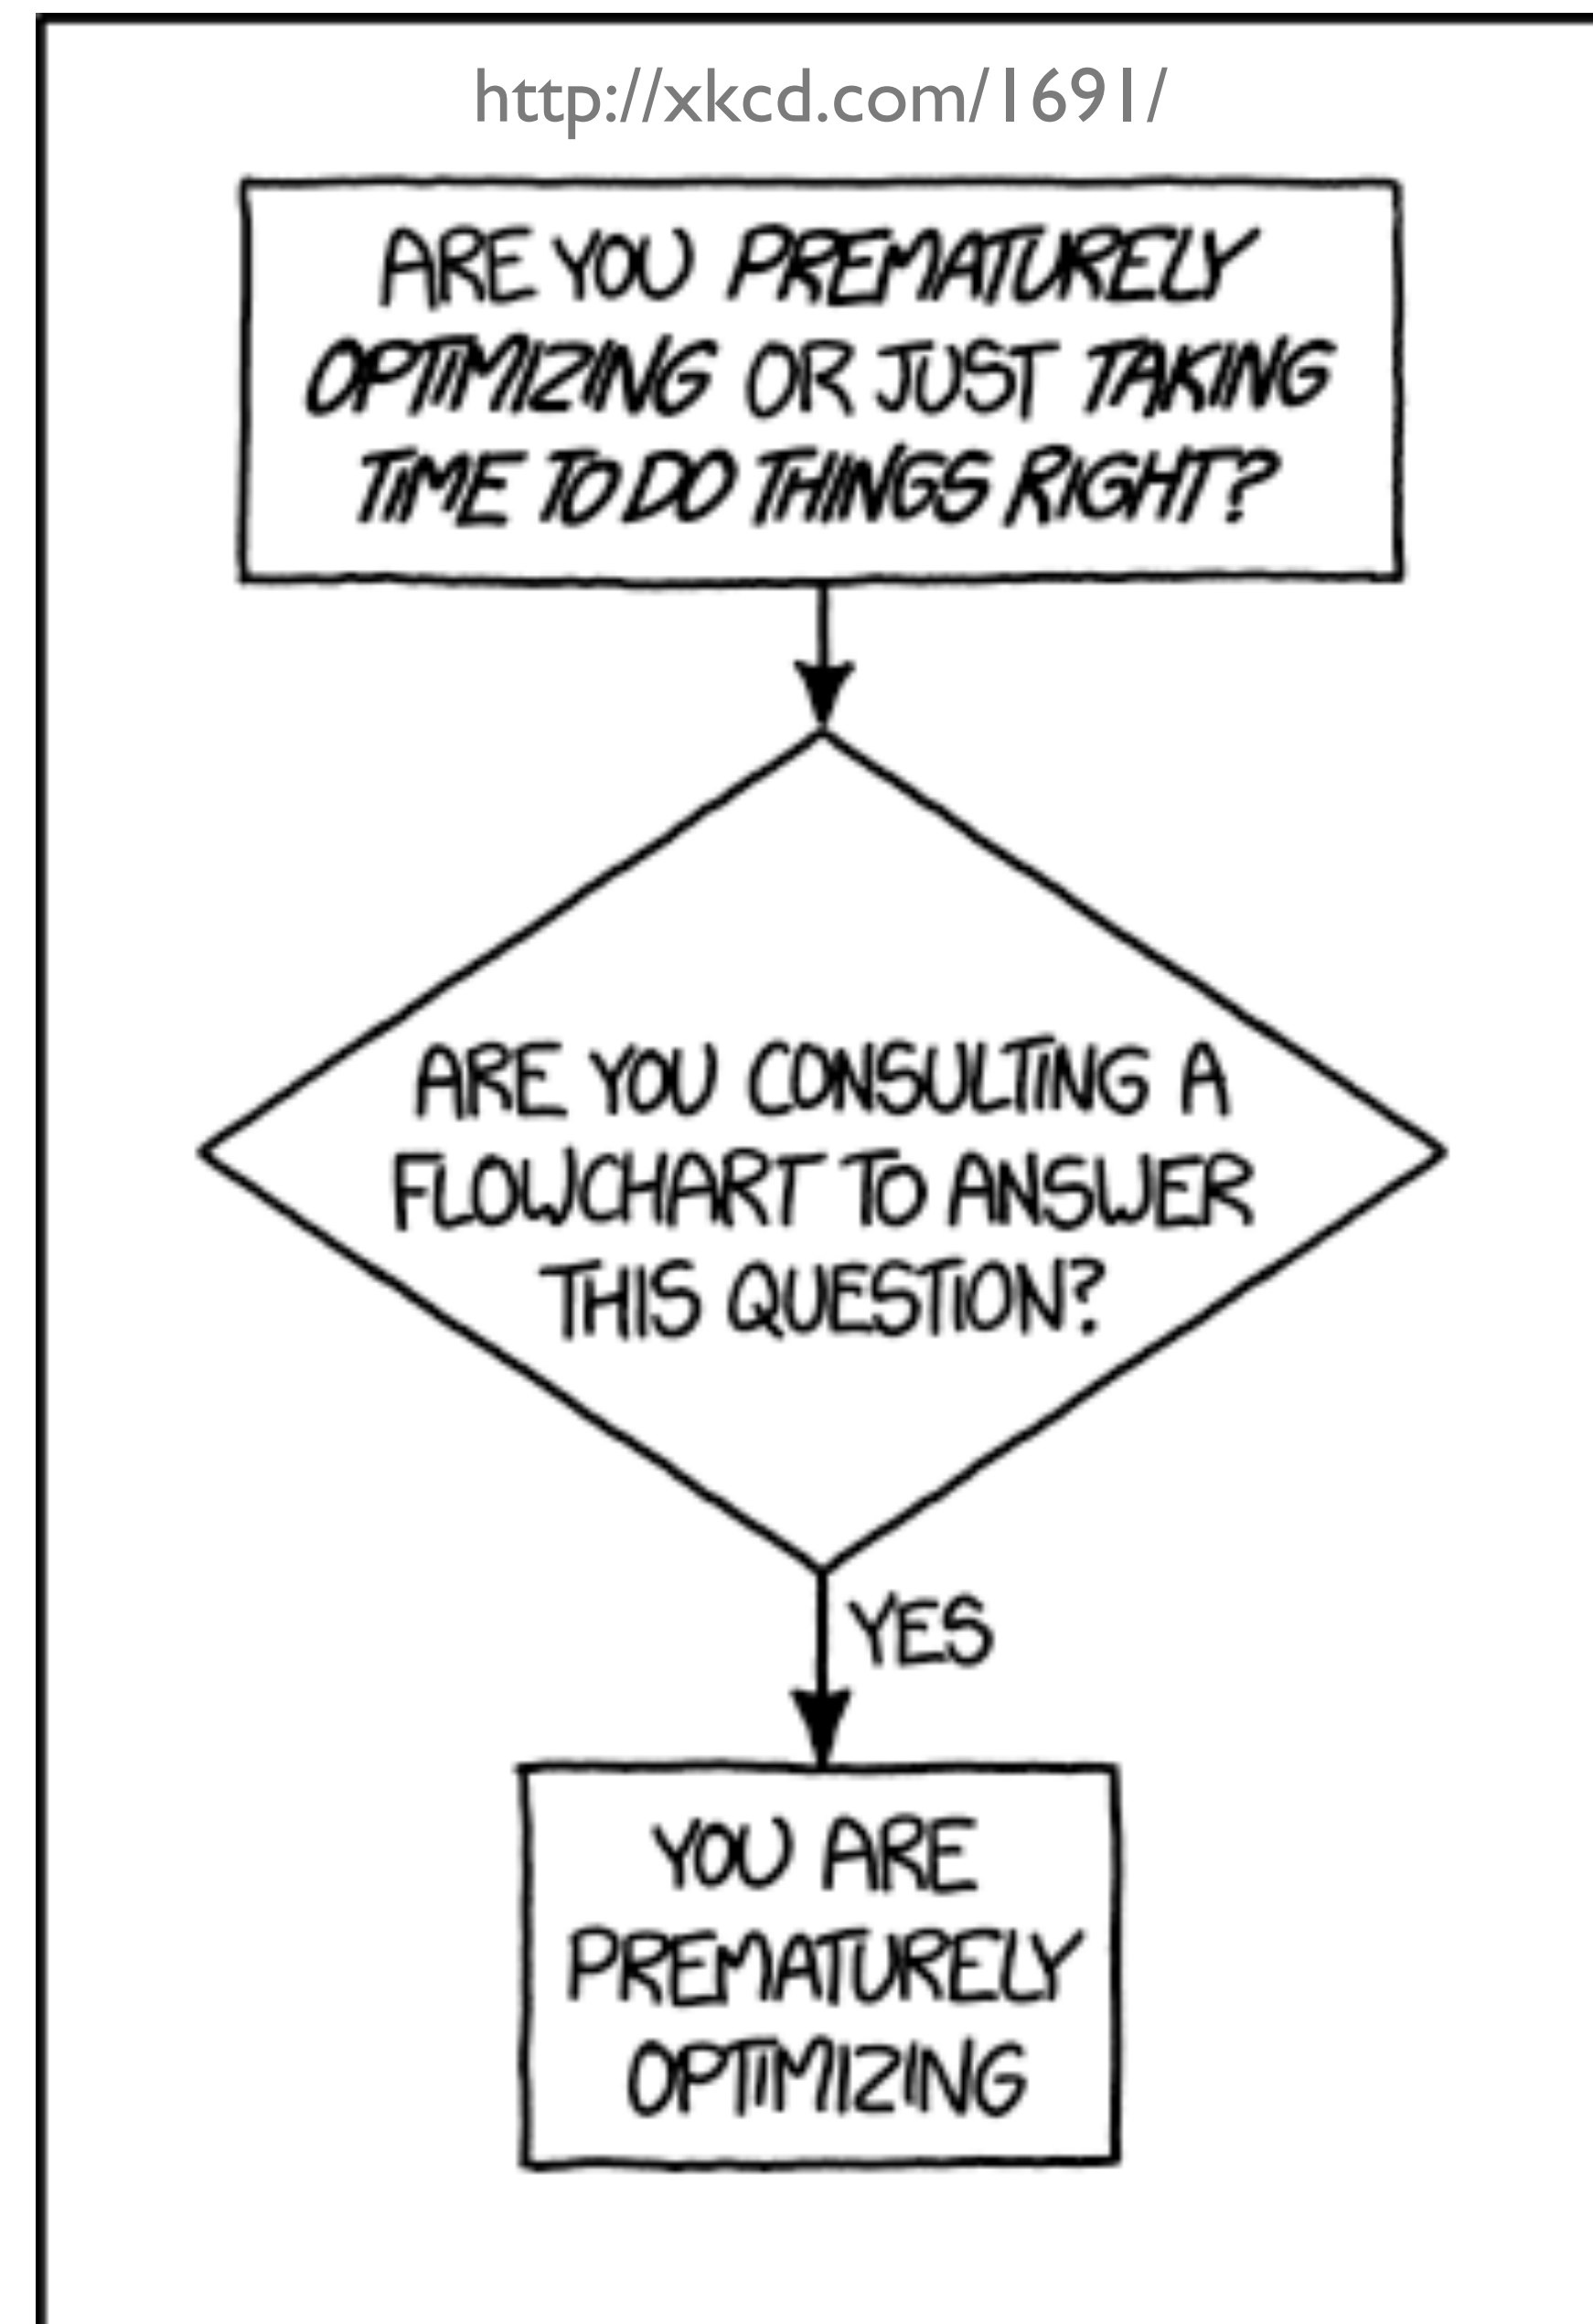 http://xkcd.com/1691/
ARE YOU PREMATURELY
OPTIMIZING OR JUST TAKING
TIME TO DO THINGS RIGHT?
ARE YOU CONSULTING A
FLOWCHART TO ANSWER
THIS QUESTION?
YES
YOU ARE
PREMATURELY
OPTIMIZING